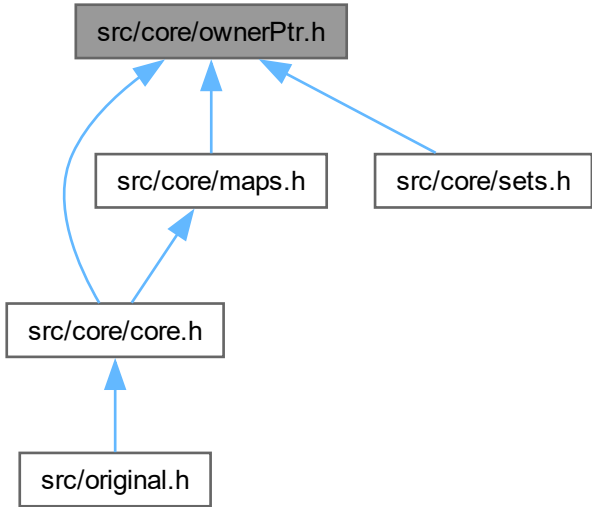 src/core/ownerPtr.h
src/core/maps.h
src/core/sets.h
src/core/core.h
src/original.h